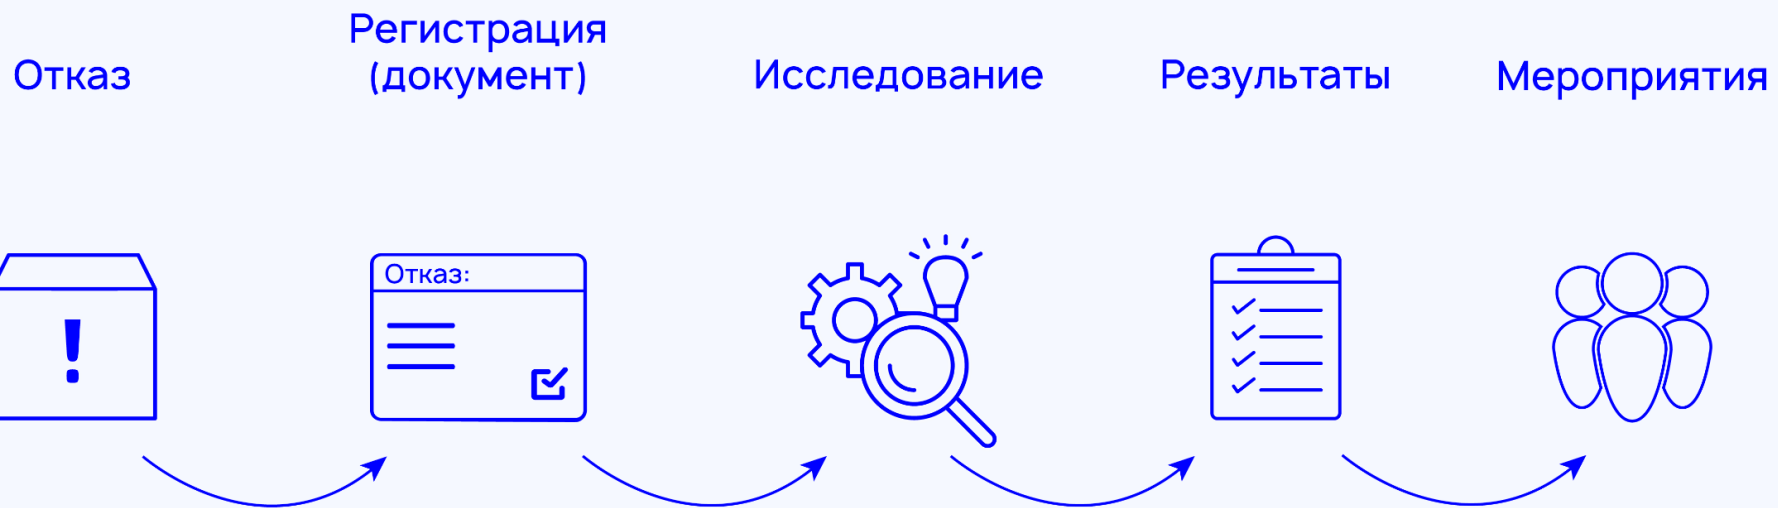 Отказ
Регистрация
(документ)
Исследование
Результаты
Мероприятия
!
Отказ: